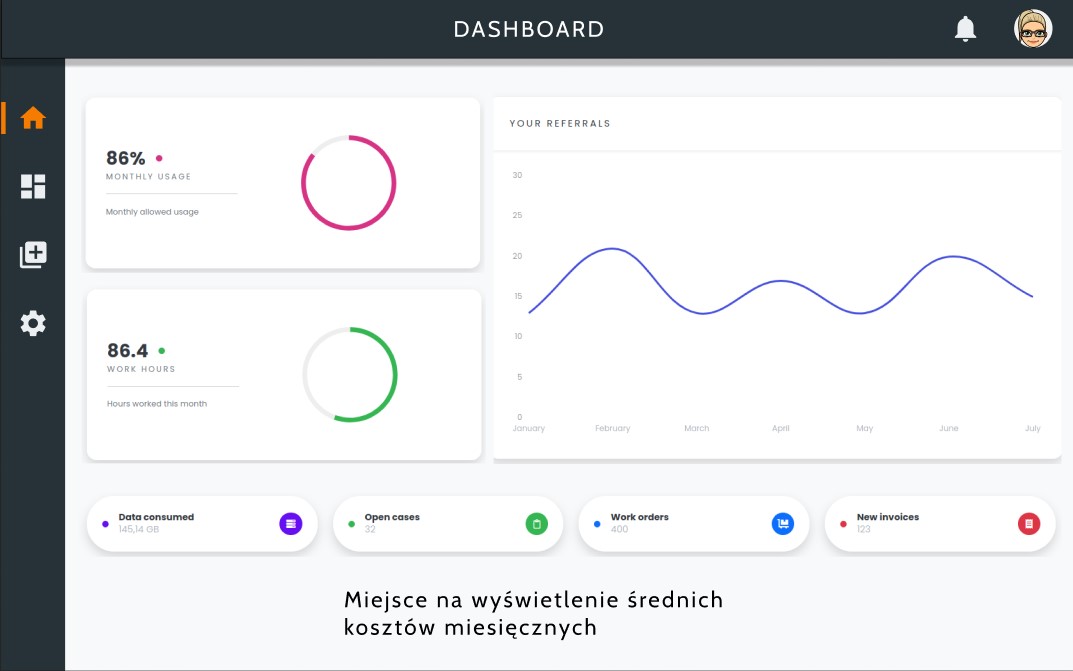 DASHBOARD
86%
MONTHLY USAGE
Monthly allowed usage
86.4
WORK HOURS
Hours worked this month
YOUR REFERRALS
30
25
20
15
10
5
0
January February March April May June July
Data consumed
145,14 GB
Open cases
32
Work orders
400
New invoices
123
Miejsce na wyświetlenie średnich
kosztów miesięcznych